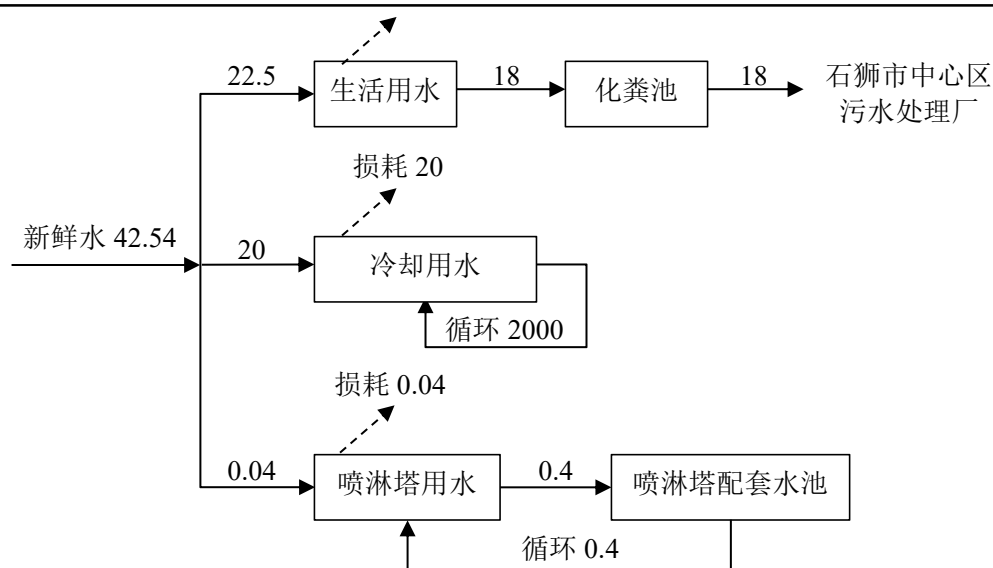 22.5
生活用水
18
化粪池
18
石狮市中心区
污水处理厂
损耗 20
新鲜水 42.54
20
冷却用水
循环 2000
损耗 0.04
0.04
喷淋塔用水
0.4
喷淋塔配套水池
循环 0.4